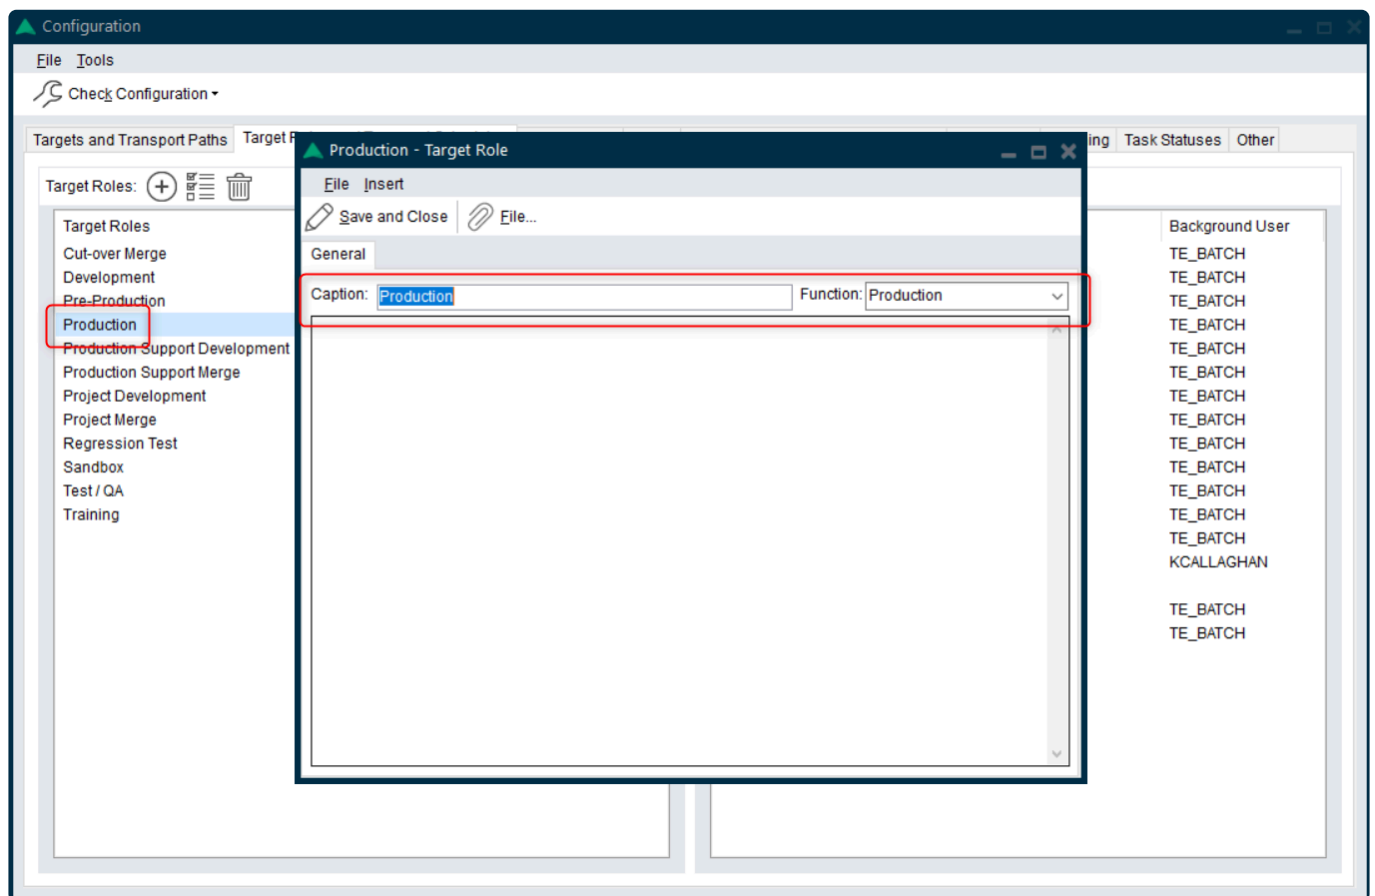 Configuration
File Tools
Check Configuration
Targets and Transport Paths Target ing Task Statuses Other
Target Roles:
Target Roles
Cut-over Merge
Development
Pre-Production
Production
Production Support Development
Production Support Merge
Project Development
Project Merge
Regression Test
Sandbox
Test / QA
Training
Production - Target Role
File Insert
Save and Close File...
General
Caption: Production Function: Production
Background User
TE_BATCH
TE_BATCH
TE_BATCH
TE_BATCH
TE_BATCH
TE_BATCH
TE_BATCH
TE_BATCH
TE_BATCH
TE_BATCH
TE_BATCH
TE_BATCH
TE_BATCH
KCALLAGHAN
TE_BATCH
TE_BATCH